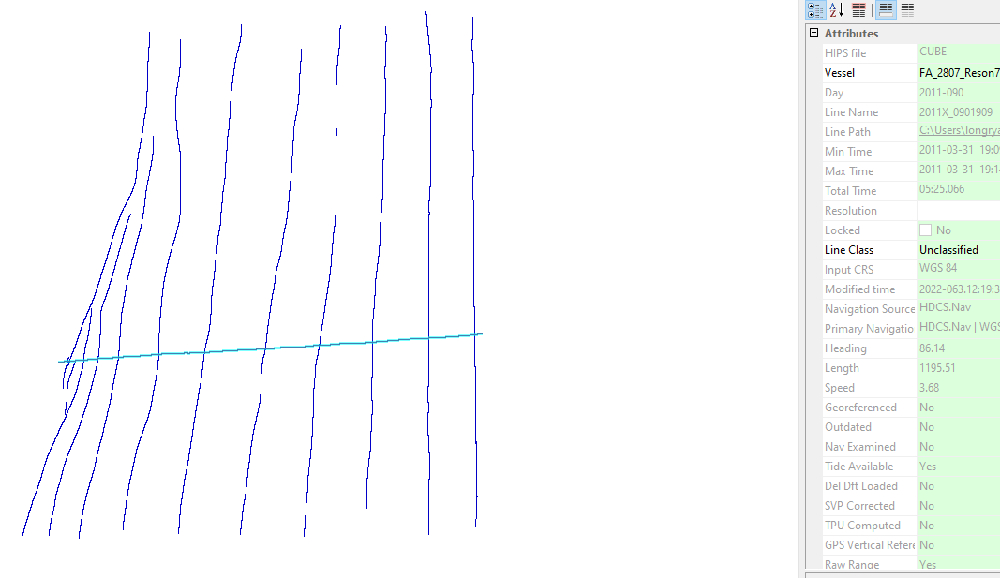 Attributes
HIPS file CUBE
Vessel FA_2807_Reson7
Day 2011-090
Line Name 2011X_0901909
Line Path C:\Users\longrya
Min Time 2011-03-31 19:0
Max Time 2011-03-31 19:1
Total Time 05:25.066
Resolution
Locked No
Line Class Unclassified
Input CRS WGS 84
Modified time 2022-063.12:19:3
Navigation Source HDCS.Nav
Primary Navigatio HDCS.Nav | WGS
Heading 86.14
Length 1195.51
Speed 3.68
Georeferenced No
Outdated No
Nav Examined No
Tide Available Yes
Del Dft Loaded No
SVP Corrected No
TPU Computed No
GPS Vertical Refere No
Raw Range Yes